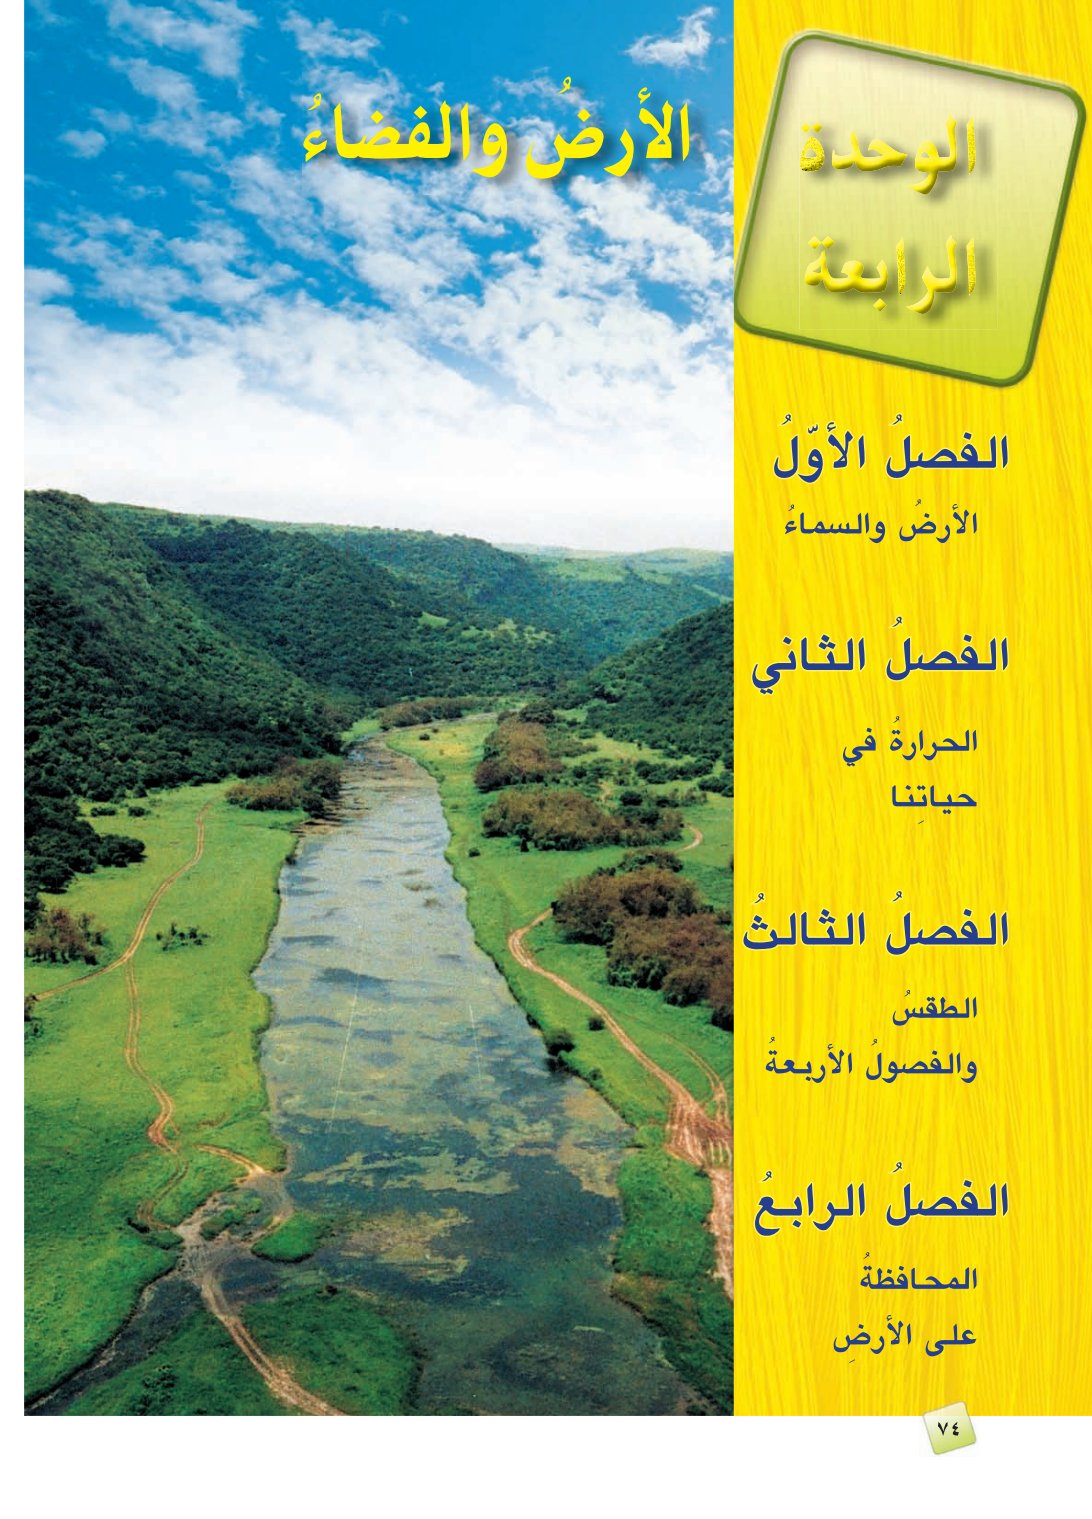 الوحدة
الرابعة
الأرضُ والفضاءُ
الفصلُ الأوّلُ
الأرضُ والسماءُ
الفصلُ الثاني
الحرارةُ في
حياتِنا
الفصلُ الثالثُ
الطقسُ
والفصولُ الأربعةُ
الفصلُ الرابعُ
المحافظةُ
على الأرضِ
٧٤